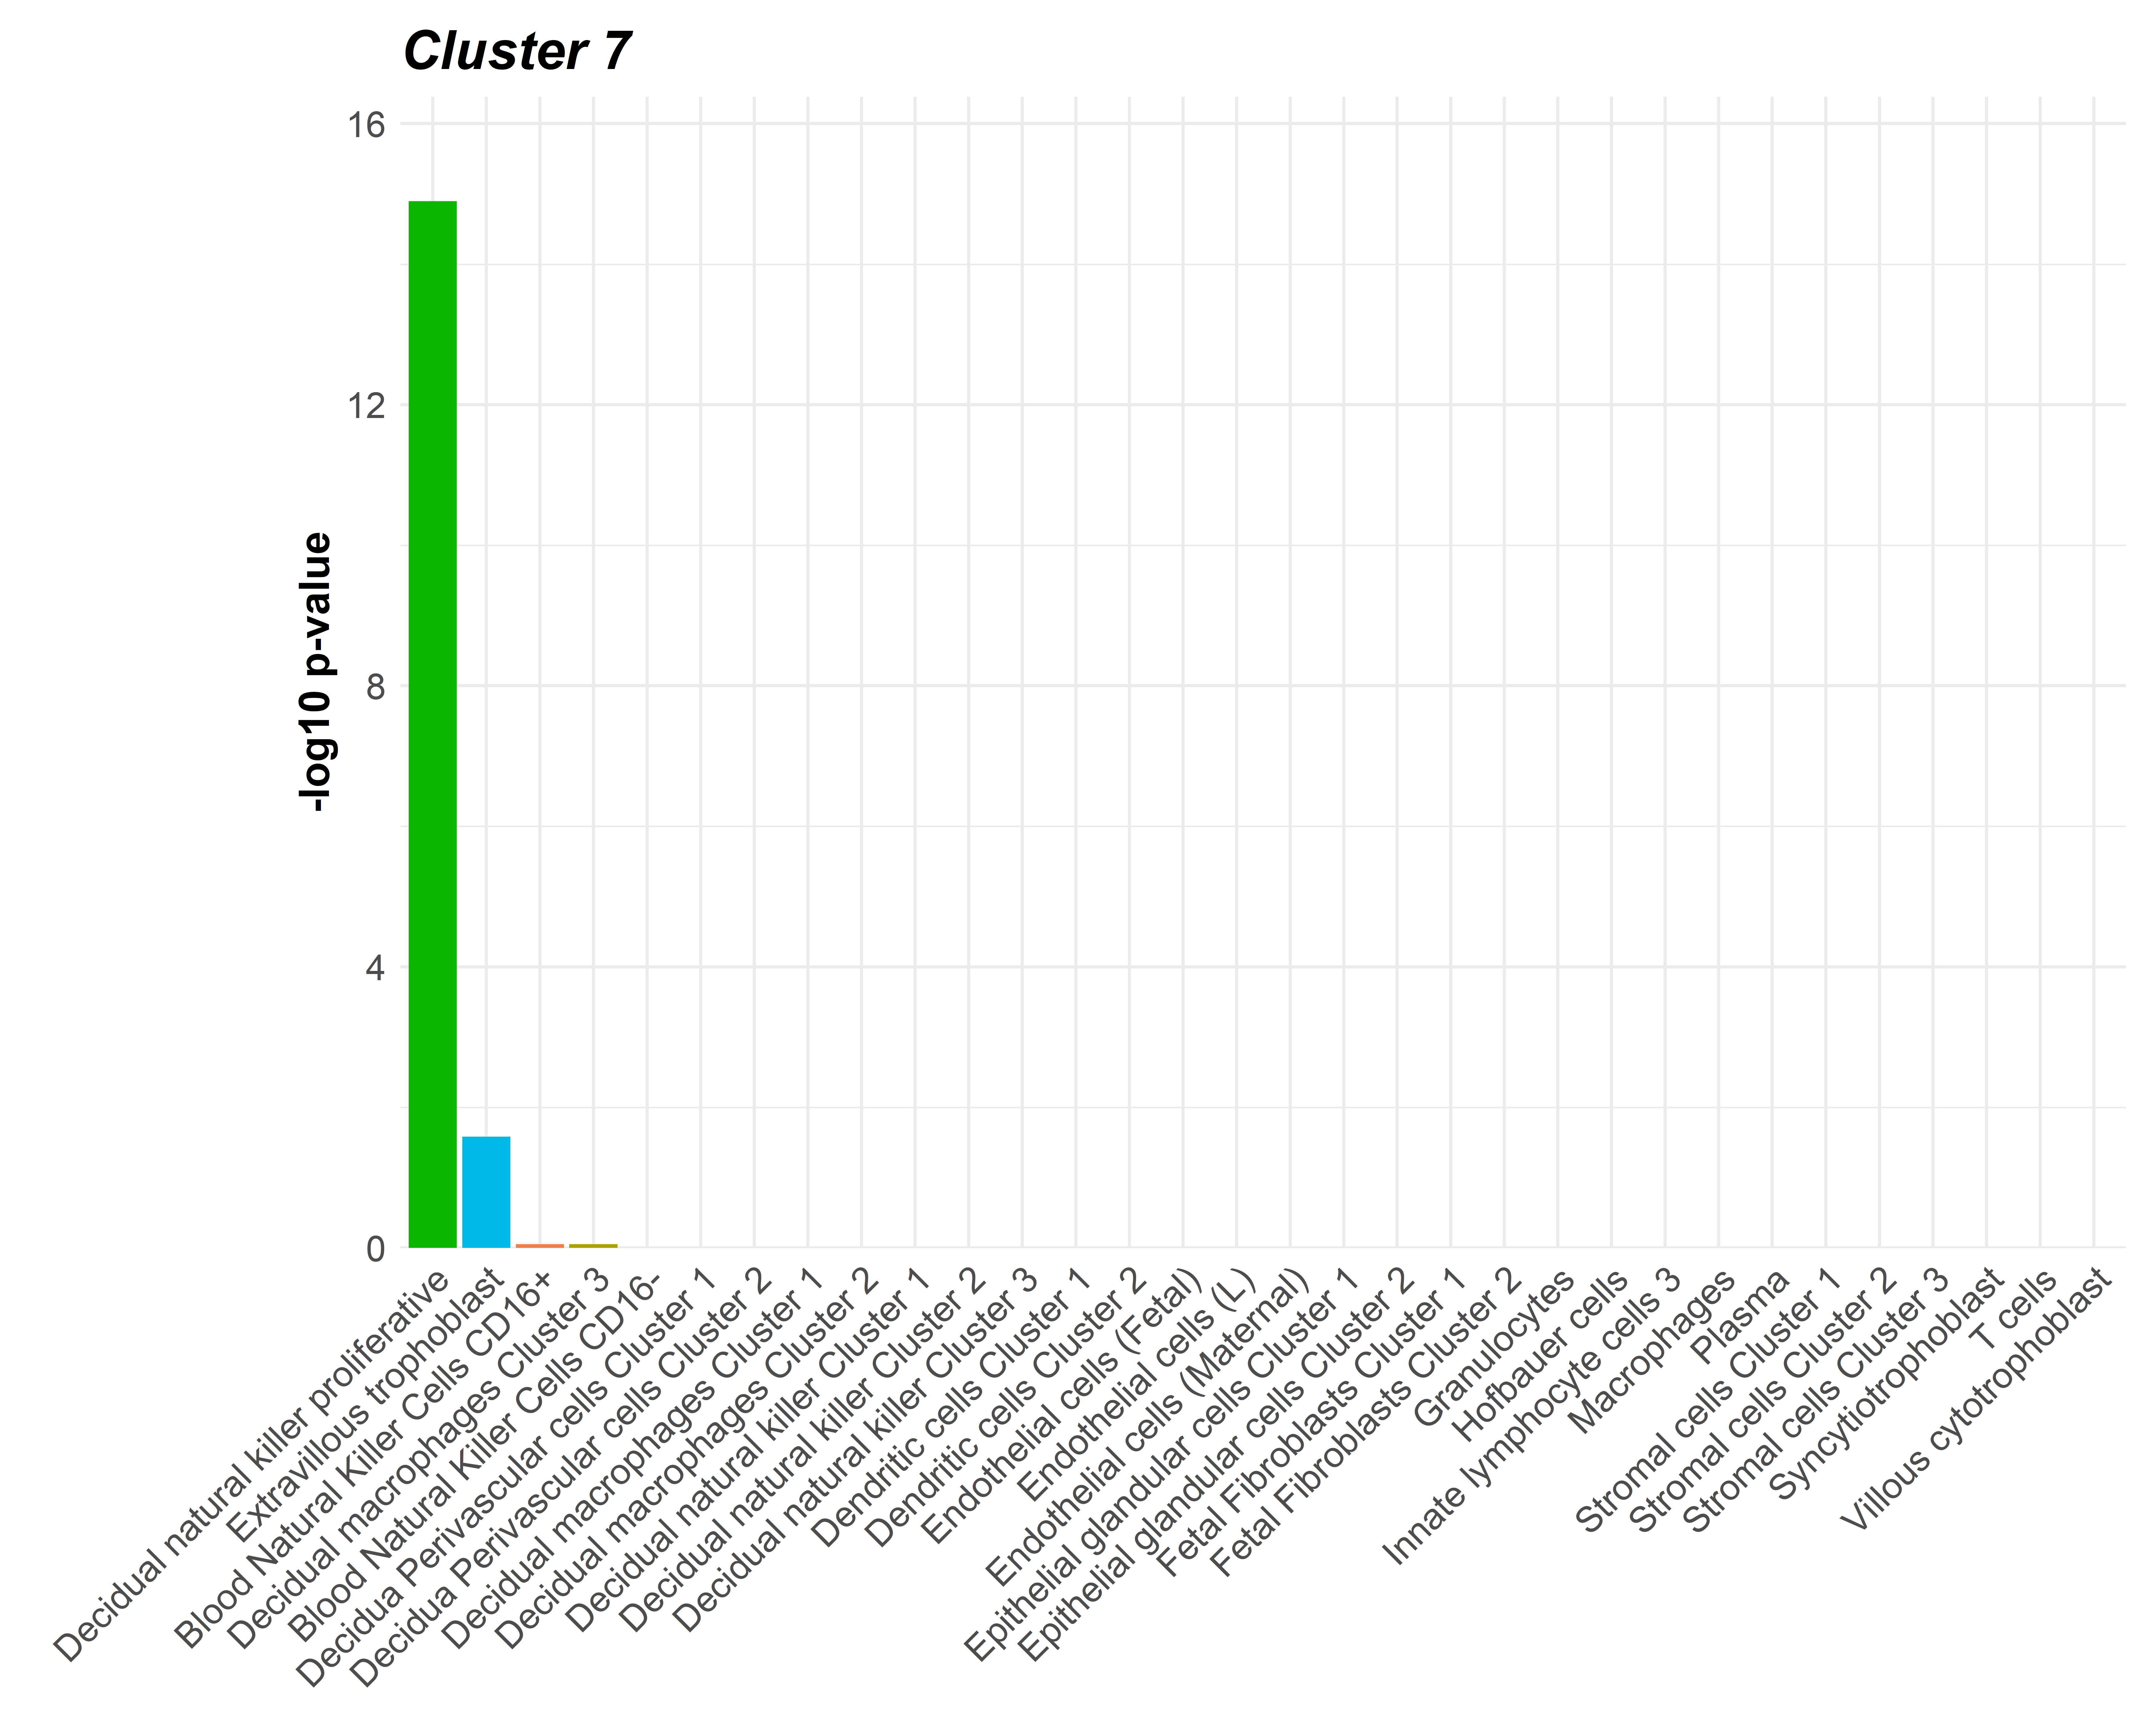 Cluster 7
16
12
8
4
0
-log10 p-value
Decidual natural killer proliferative
Extravillous trophoblast
Blood Natural Killer Cells CD16+
Decidual macrophages Cluster 3
Blood Natural Killer Cells CD16-
Decidua Perivascular cells Cluster 1
Decidua Perivascular cells Cluster 2
Decidual macrophages Cluster 1
Decidual macrophages Cluster 2
Decidual natural killer Cluster 1
Decidual natural killer Cluster 2
Decidual natural killer Cluster 3
Dendritic cells Cluster 1
Dendritic cells Cluster 2
Endothelial cells (Fetal)
Endothelial cells (L)
Endothelial cells (Maternal)
Epithelial glandular cells Cluster 1
Epithelial glandular cells Cluster 2
Fetal Fibroblasts Cluster 1
Fetal Fibroblasts Cluster 2
Granulocytes
Hofbauer cells
Innate lymphocyte cells 3
Macrophages
Plasma
Stromal cells Cluster 1
Stromal cells Cluster 2
Stromal cells Cluster 3
Syncytiotrophoblast
T cells
Villous cytotrophoblast